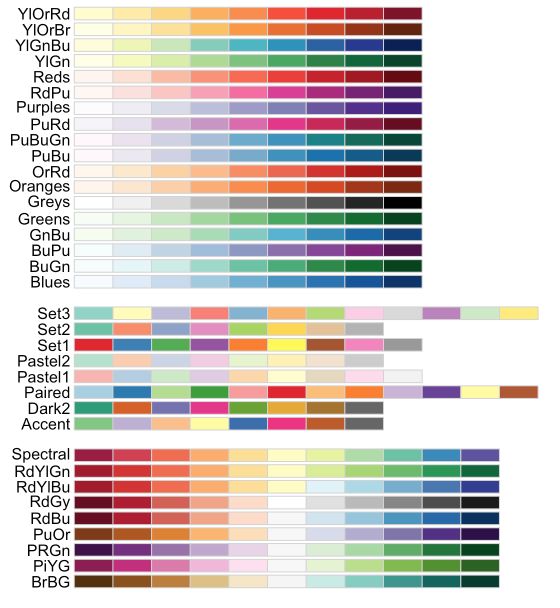 YlOrRd
YlOrBr
YlGnBu
YlGn
Reds
RdPu
Purples
PuRd
PuBuGn
PuBu
OrRd
Oranges
Greys
Greens
GnBu
BuPu
BuGn
Blues
Set3
Set2
Set1
Pastel2
Pastel1
Paired
Dark2
Accent
Spectral
RdYlGn
RdYlBu
RdGy
RdBu
PuOr
PRGn
PiYG
BrBG